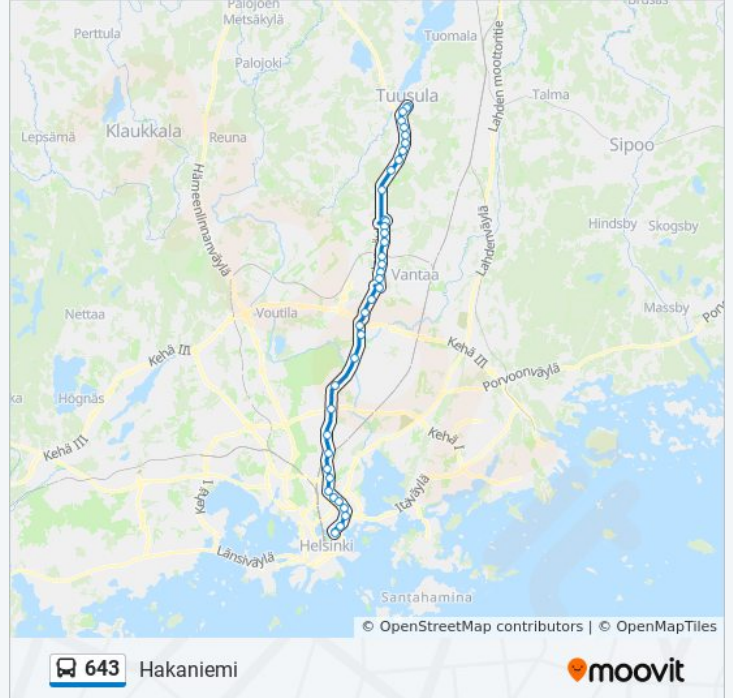 Palojoen
Metsäkylä
Perttula
Tuomala
Palojoki
Lahden moottoritie
Tuusula
Talma
Klaukkala
Lepsämä
Reuna
Sipoo
Hämeenlinnanväylä
Hindsby
Skogsby
Lahdenväylä
Vantaa
Massby
Nettaa
Voutila
Kehä III
Kehä III
Porvoonväylä
Högnäs
Kehä III
Kehä I
Kehä I
Itäväylä
Helsinki
Länsiväylä
Santahamina
© OpenStreetMap contributors | © OpenMapTiles
643 Hakaniemi
moovit